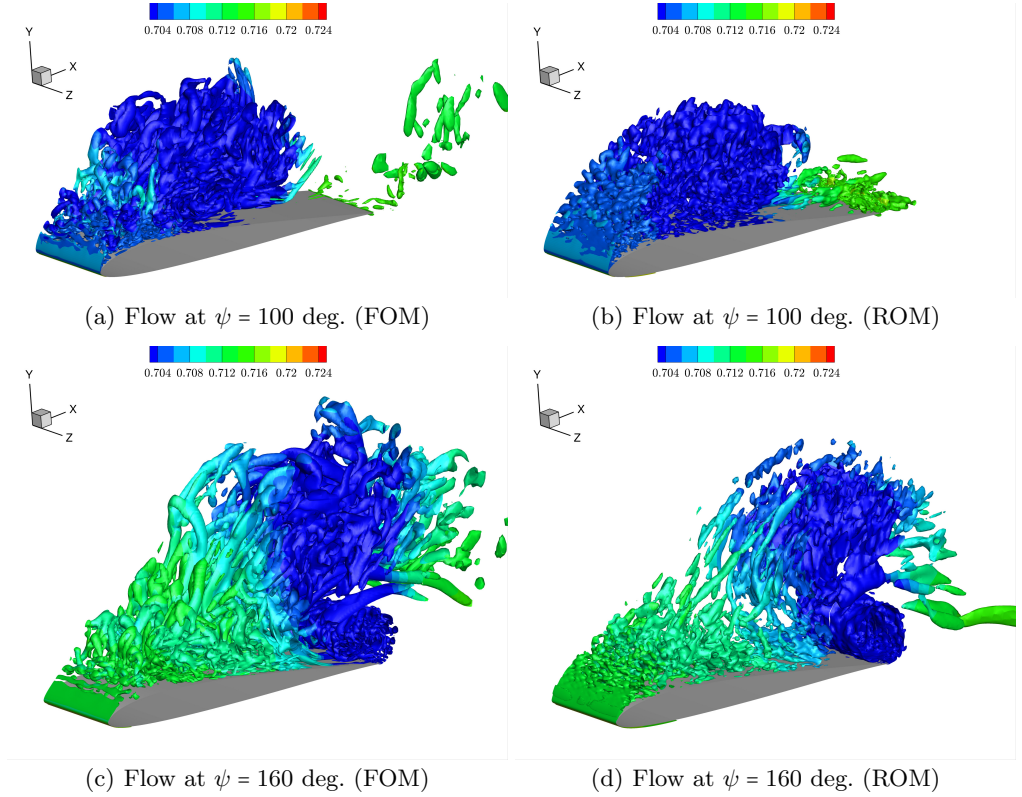 0.704 0.708 0.712 0.716 0.72 0.724
0.704 0.708 0.712 0.716 0.72 0.724
Y
X
Z
Y
X
Z
(a) Flow at ψ = 100 deg. (FOM)
(b) Flow at ψ = 100 deg. (ROM)
0.704 0.708 0.712 0.716 0.72 0.724
0.704 0.708 0.712 0.716 0.72 0.724
Y
X
Z
Y
X
Z
(c) Flow at ψ = 160 deg. (FOM)
(d) Flow at ψ = 160 deg. (ROM)